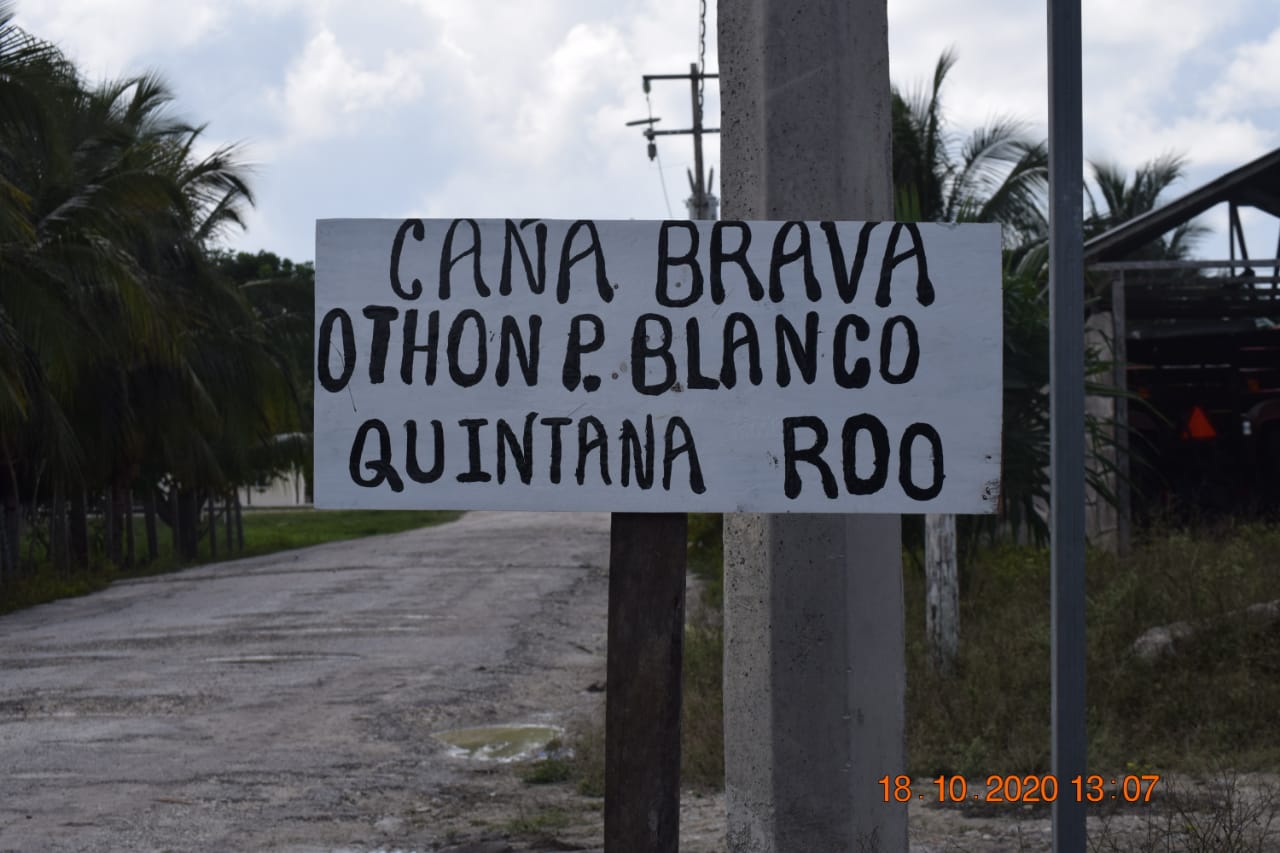 CAÑA BRAVA
OTHON P. BLANCO
QUINTANA ROO
18.10.2020 13:07